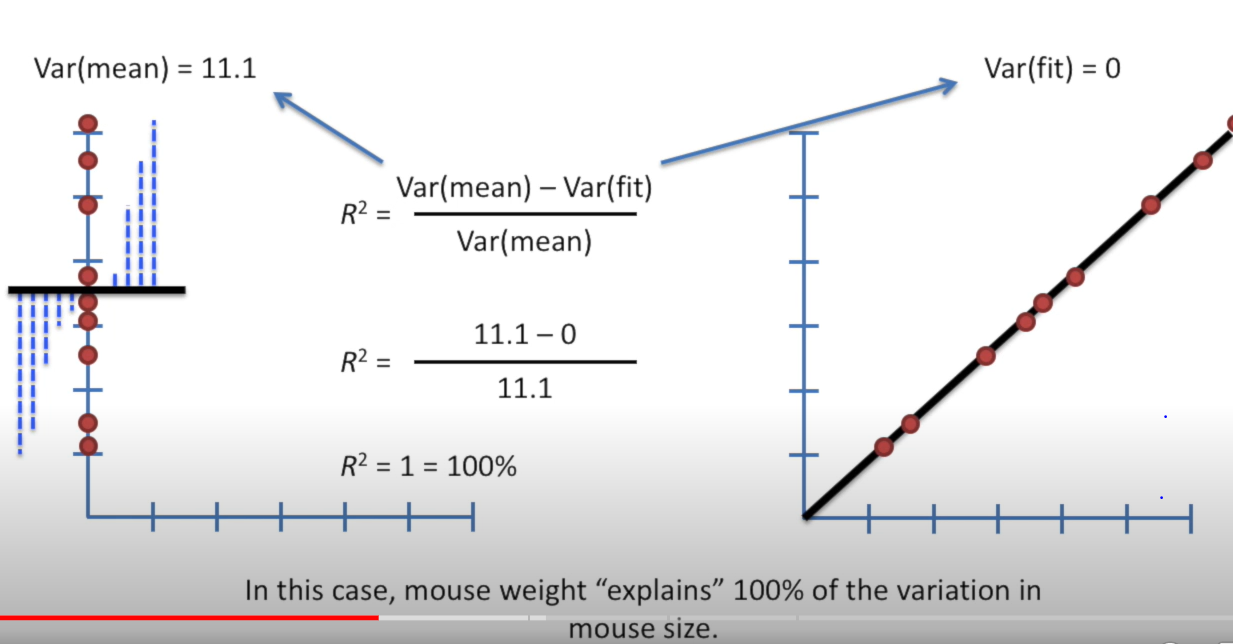 Var(mean) = 11.1
Var(fit) = 0
Var(mean) – Var(fit)
R² =
Var(mean)
11.1 – 0
R² =
11.1
R² = 1 = 100%
In this case, mouse weight “explains” 100% of the variation in
mouse size.